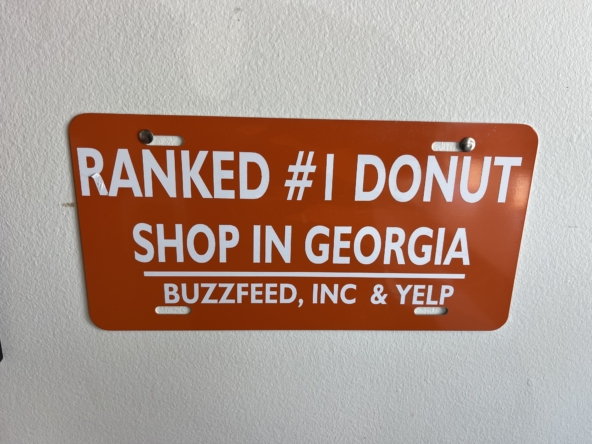 RANKED #1 DONUT
SHOP IN GEORGIA
BUZZFEED, INC & YELP